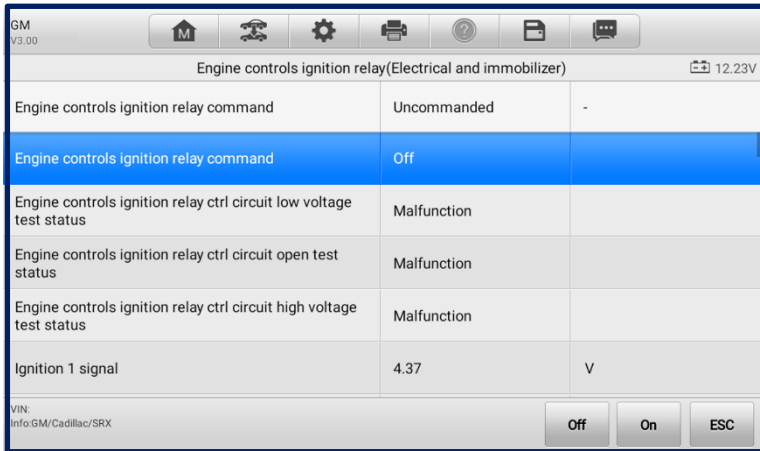 GM
V3.00
M
?
Engine controls ignition relay(Electrical and immobilizer)
12.23V
Engine controls ignition relay command Uncommanded -
Engine controls ignition relay command Off
Engine controls ignition relay ctrl circuit low voltage
test status
Malfunction
Engine controls ignition relay ctrl circuit open test
status
Malfunction
Engine controls ignition relay ctrl circuit high voltage
test status
Malfunction
Ignition 1 signal 4.37 V
VIN:
Info:GM/Cadillac/SRX
Off On ESC